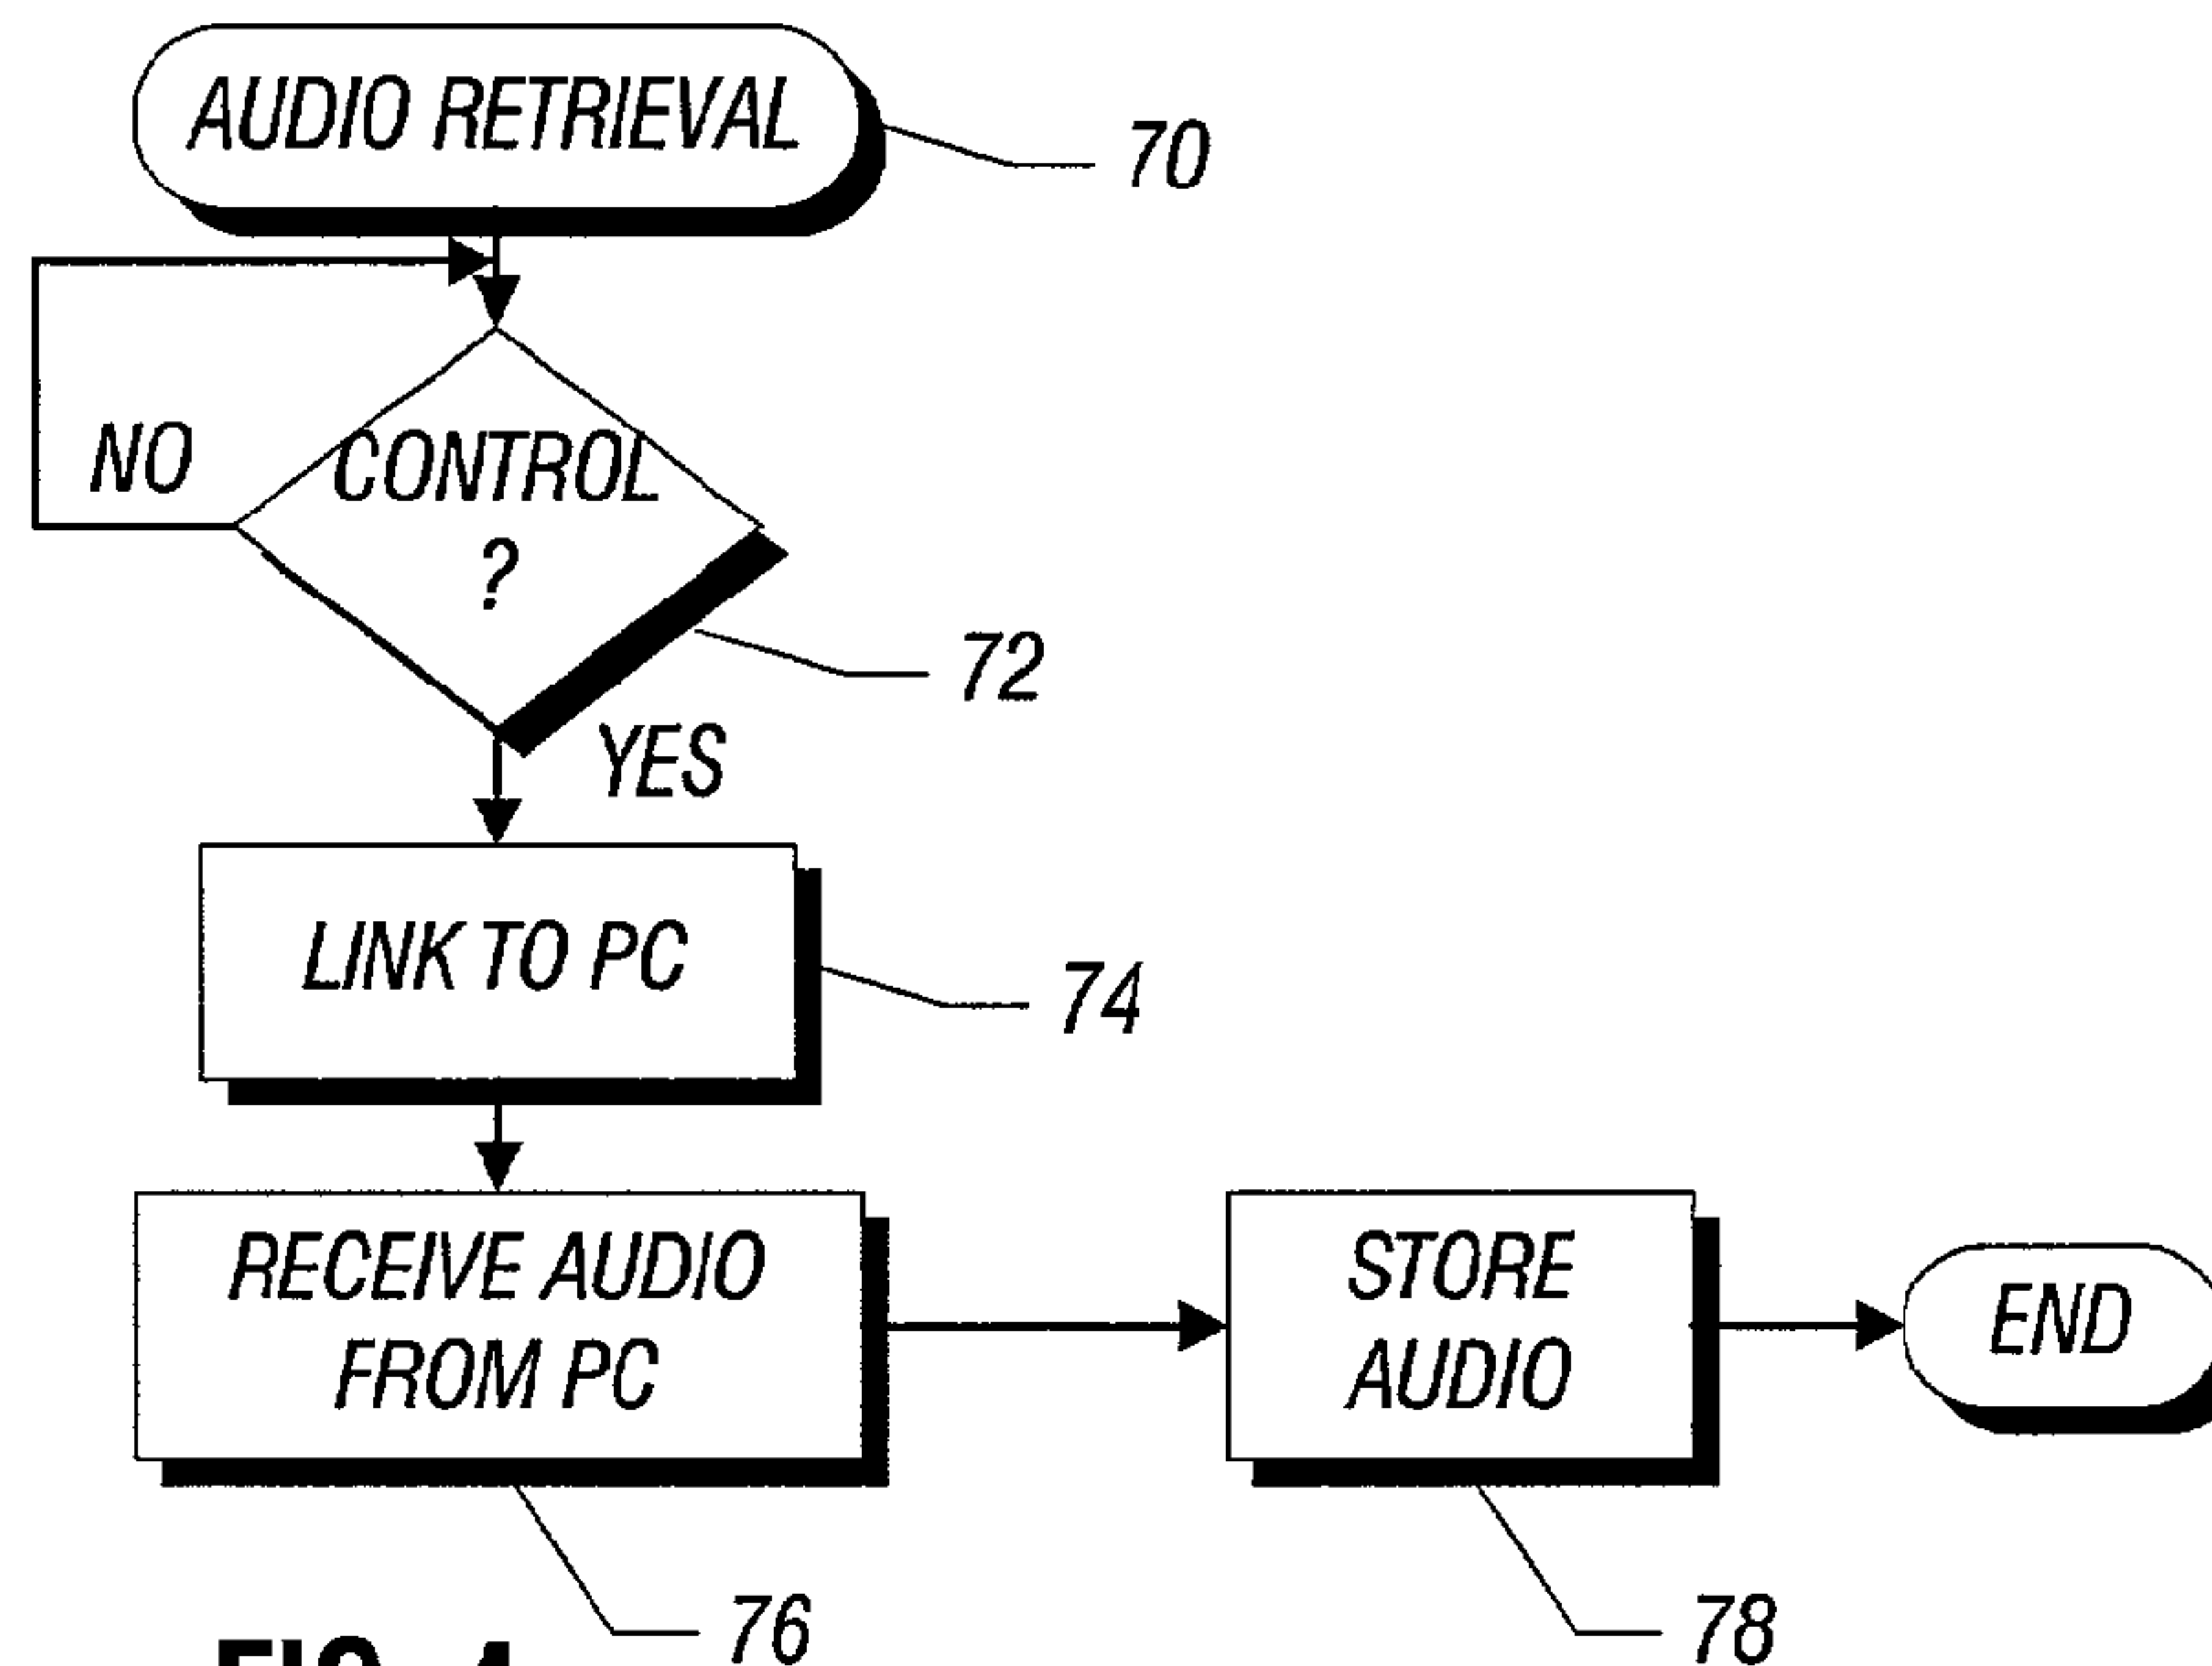 AUDIO RETRIEVAL
70
NO
CONTROL
?
72
YES
LINK TO PC
74
RECEIVE AUDIO
FROM PC
STORE
AUDIO
END
76
78